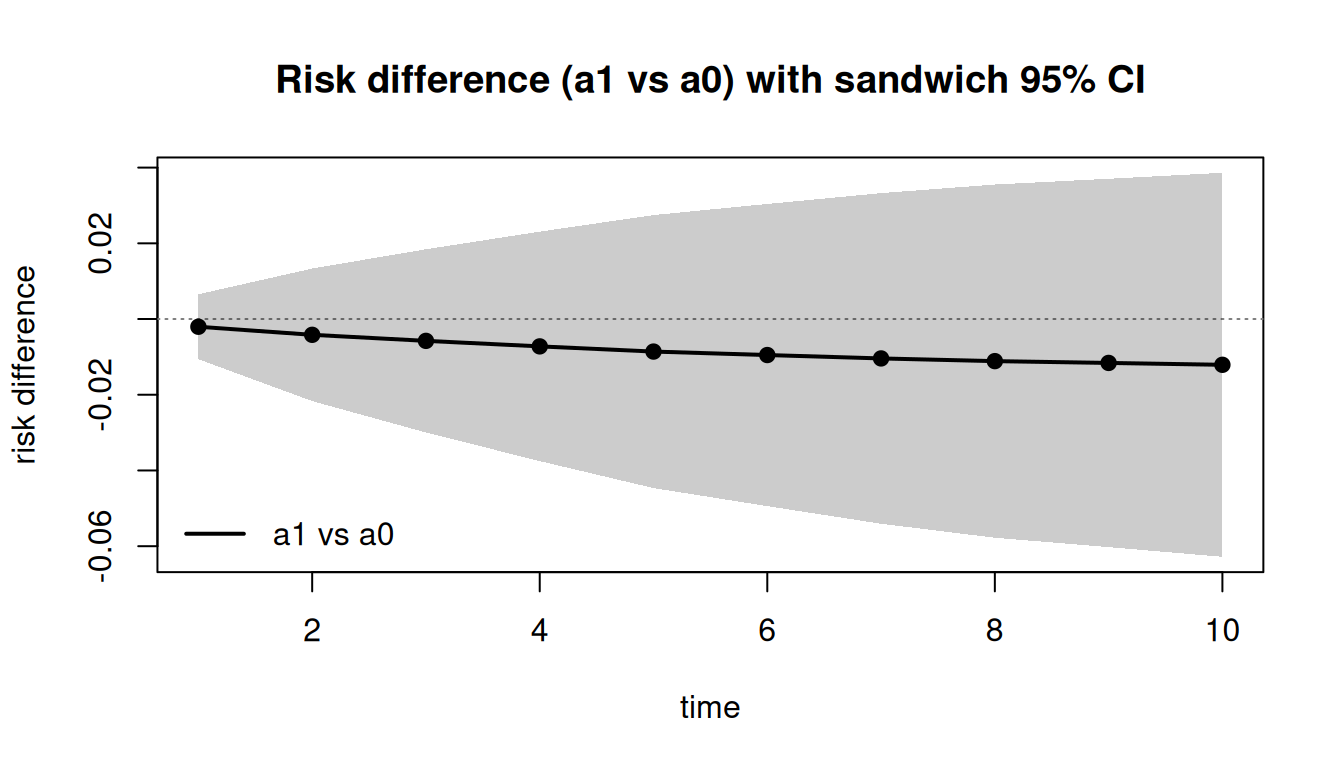 Risk difference (a1 vs a0) with sandwich 95% CI
risk difference
0.02
-0.02
-0.06
a1 vs a0
2 4 6 8 10
time